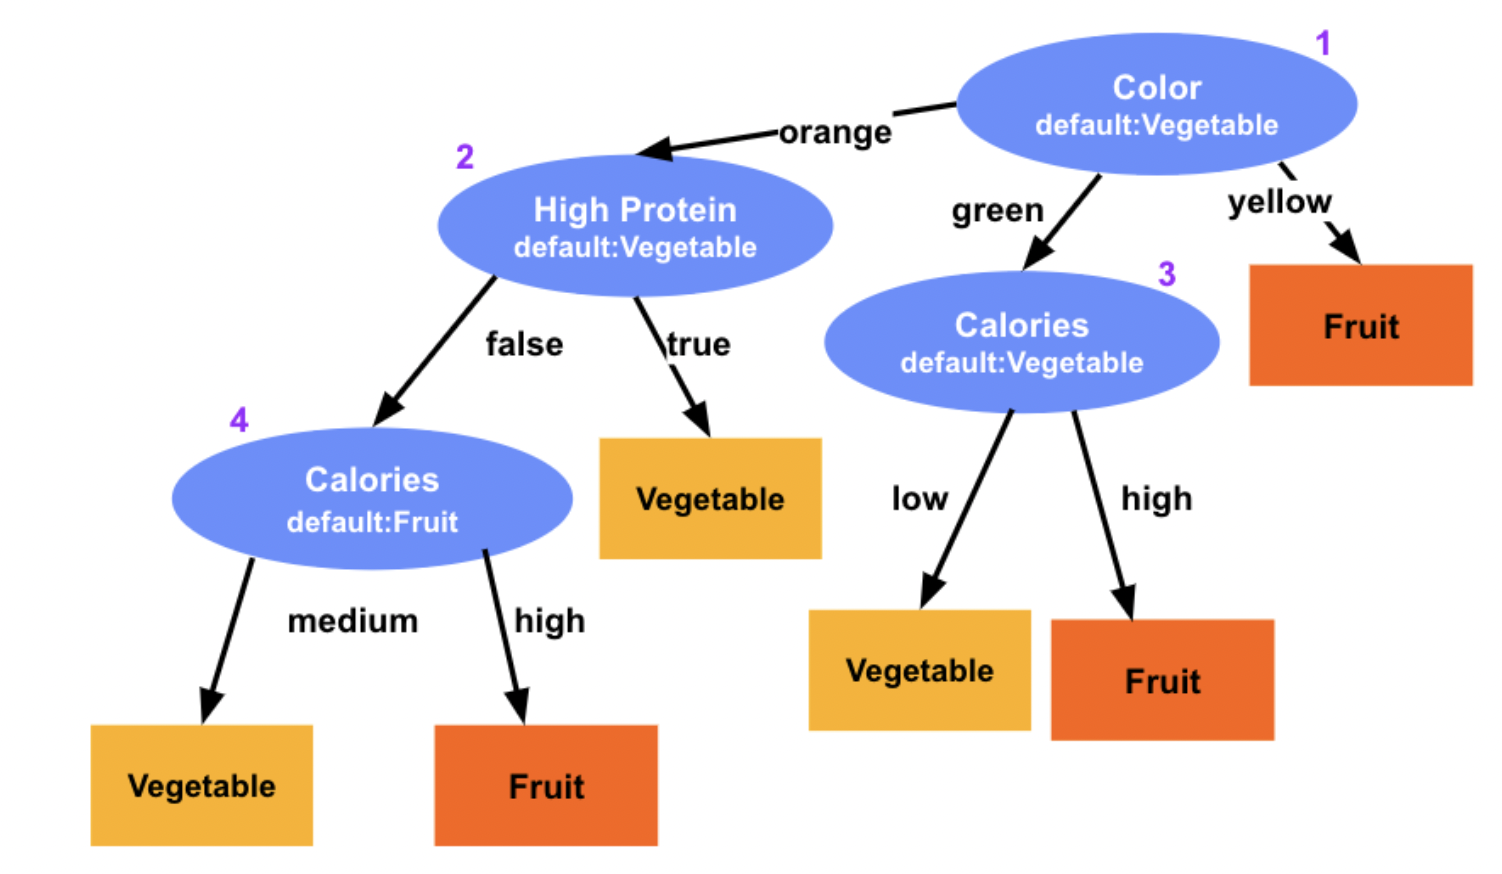 1
Color
default:Vegetable
orange
2
High Protein
default:Vegetable
green
yellow
3
Calories
default:Vegetable
Fruit
false
true
4
Calories
default:Fruit
Vegetable
low
high
medium
high
Vegetable
Fruit
Vegetable
Fruit